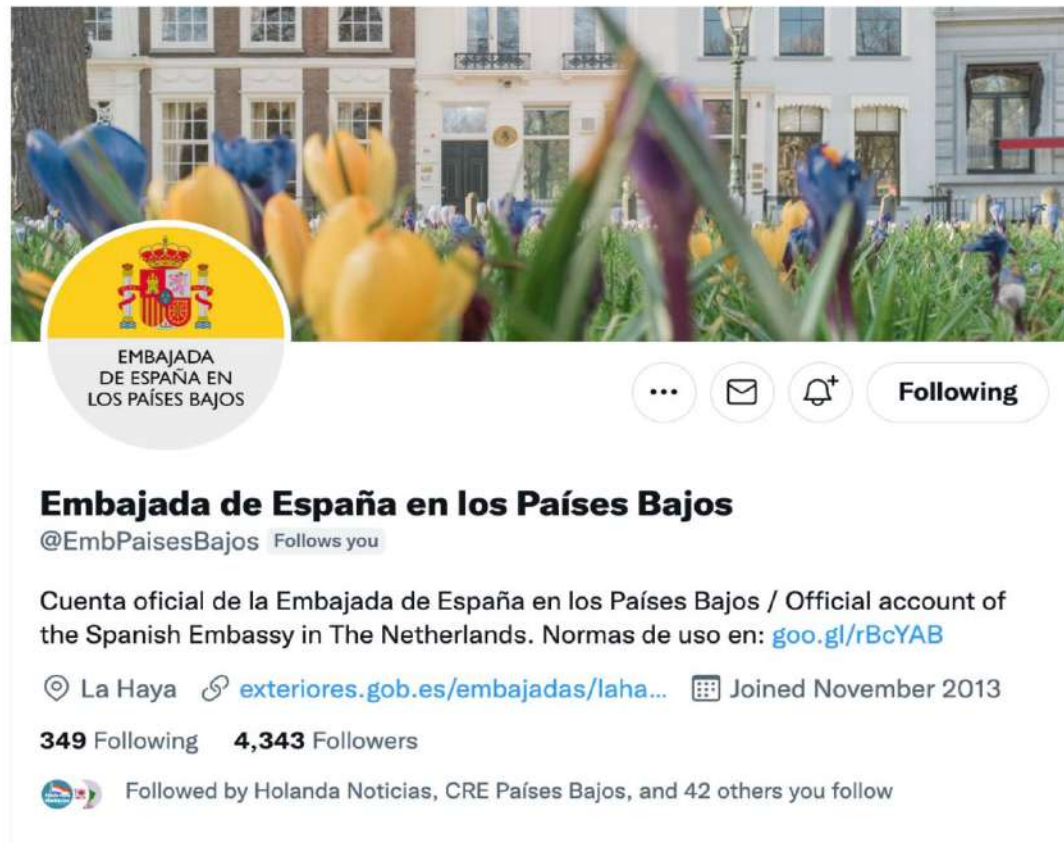 EMBAJADA
DE ESPAÑA EN
LOS PAÍSES BAJOS
Following
Embajada de España en los Países Bajos
@EmbPaisesBajos Follows you
Cuenta oficial de la Embajada de España en los Países Bajos / Official account of
the Spanish Embassy in The Netherlands. Normas de uso en: goo.gl/rBcYAB
La Haya exteriores.gob.es/embajadas/laha... Joined November 2013
349 Following 4,343 Followers
Followed by Holanda Noticias, CRE Países Bajos, and 42 others you follow